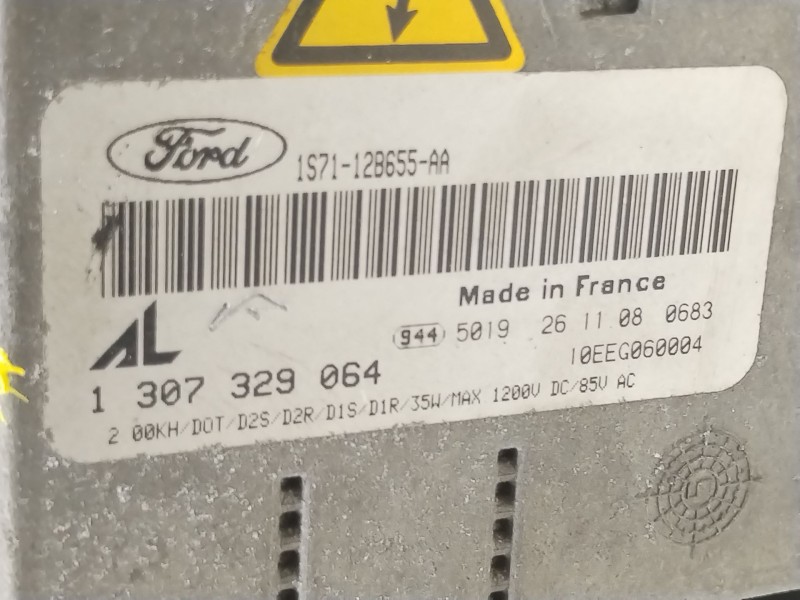 Ford 1S71-12B655-AA
Made in France
944 5019 26 11 08 0683
10EEG060004
AL
1 307 329 064
2 00KH/DOT/D2S/D2R/D1S/D1R/35W/MAX 1200V DC/85V AC